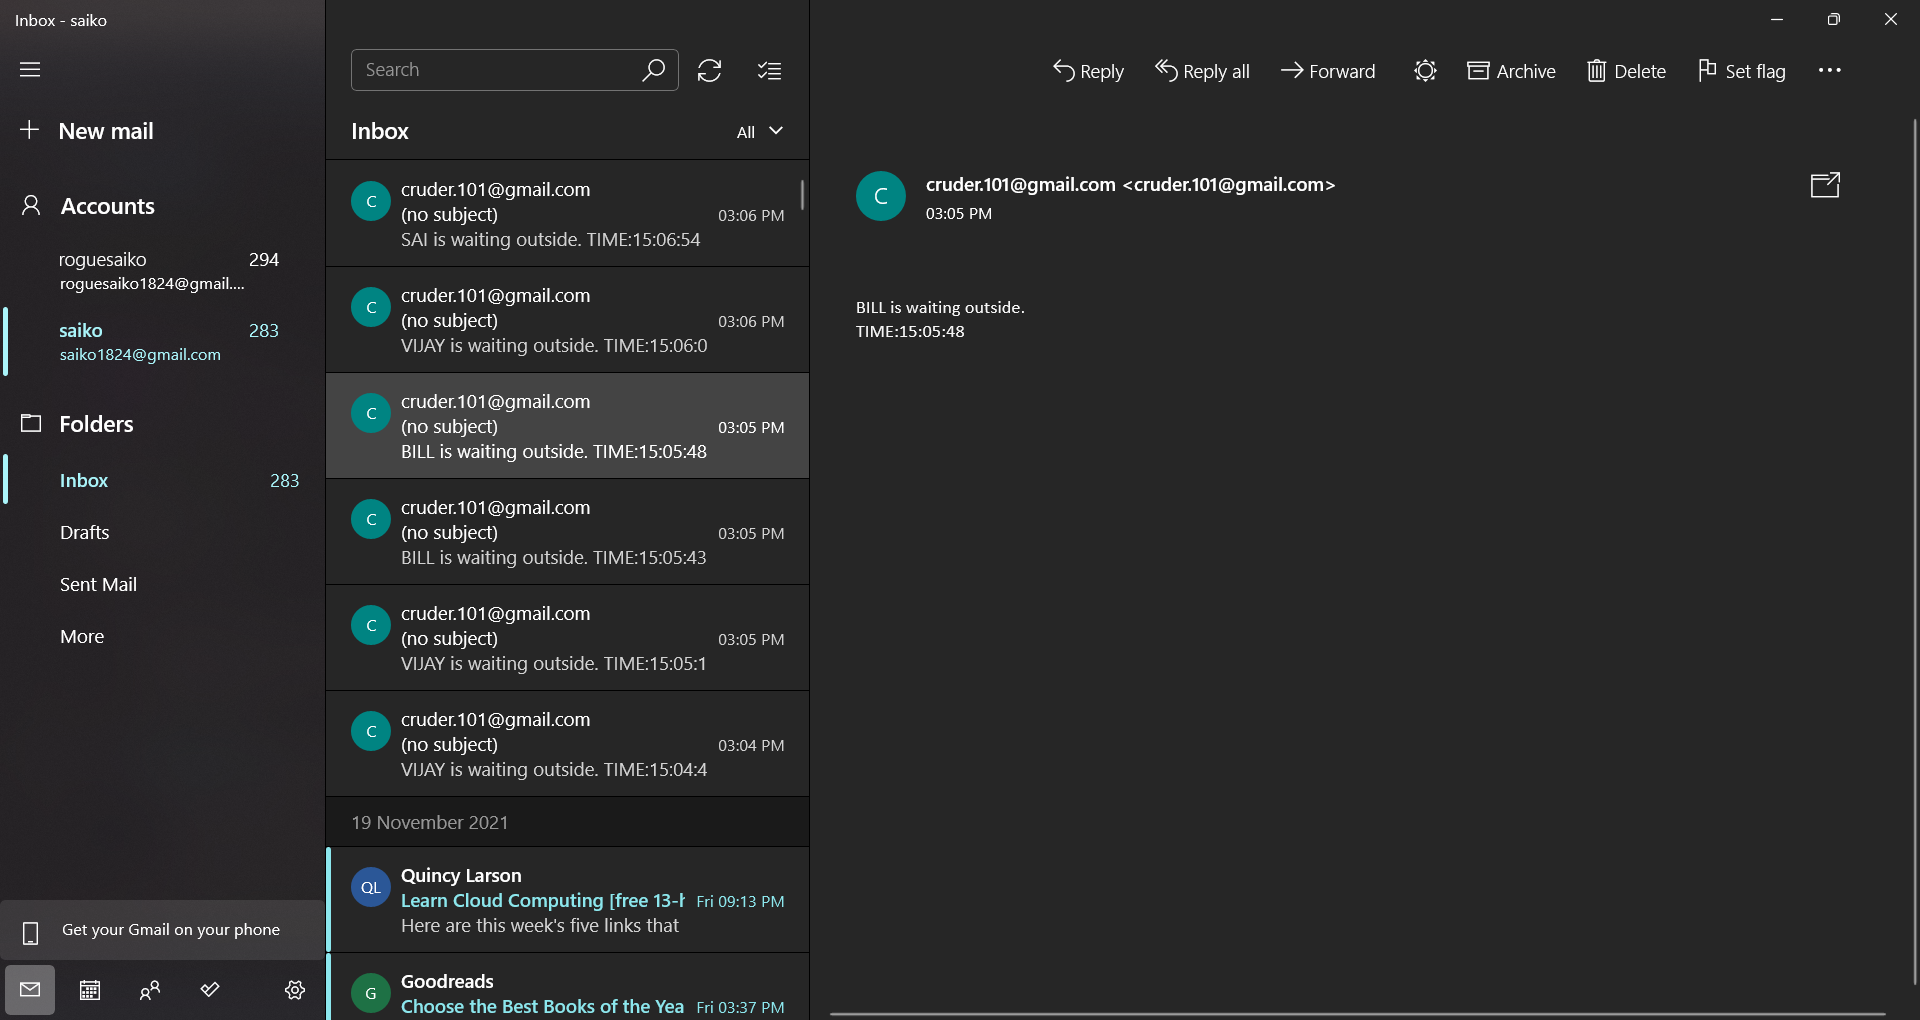 Inbox - saiko
New mail
Accounts
roguesaiko 294
roguesaiko1824@gmail....
saiko 283
saiko1824@gmail.com
Folders
Inbox 283
Drafts
Sent Mail
More
Get your Gmail on your phone
Search
Inbox All
C
cruder.101@gmail.com
(no subject) 03:06 PM
SAI is waiting outside. TIME:15:06:54
C
cruder.101@gmail.com
(no subject) 03:06 PM
VIJAY is waiting outside. TIME:15:06:0
C
cruder.101@gmail.com
(no subject) 03:05 PM
BILL is waiting outside. TIME:15:05:48
C
cruder.101@gmail.com
(no subject) 03:05 PM
BILL is waiting outside. TIME:15:05:43
C
cruder.101@gmail.com
(no subject) 03:05 PM
VIJAY is waiting outside. TIME:15:05:1
C
cruder.101@gmail.com
(no subject) 03:04 PM
VIJAY is waiting outside. TIME:15:04:4
19 November 2021
QL
Quincy Larson
Learn Cloud Computing [free 13-h Fri 09:13 PM
Here are this week's five links that
G
Goodreads
Choose the Best Books of the Yea Fri 03:37 PM
Reply Reply all Forward Archive Delete Set flag
C
cruder.101@gmail.com <cruder.101@gmail.com>
03:05 PM
BILL is waiting outside.
TIME:15:05:48